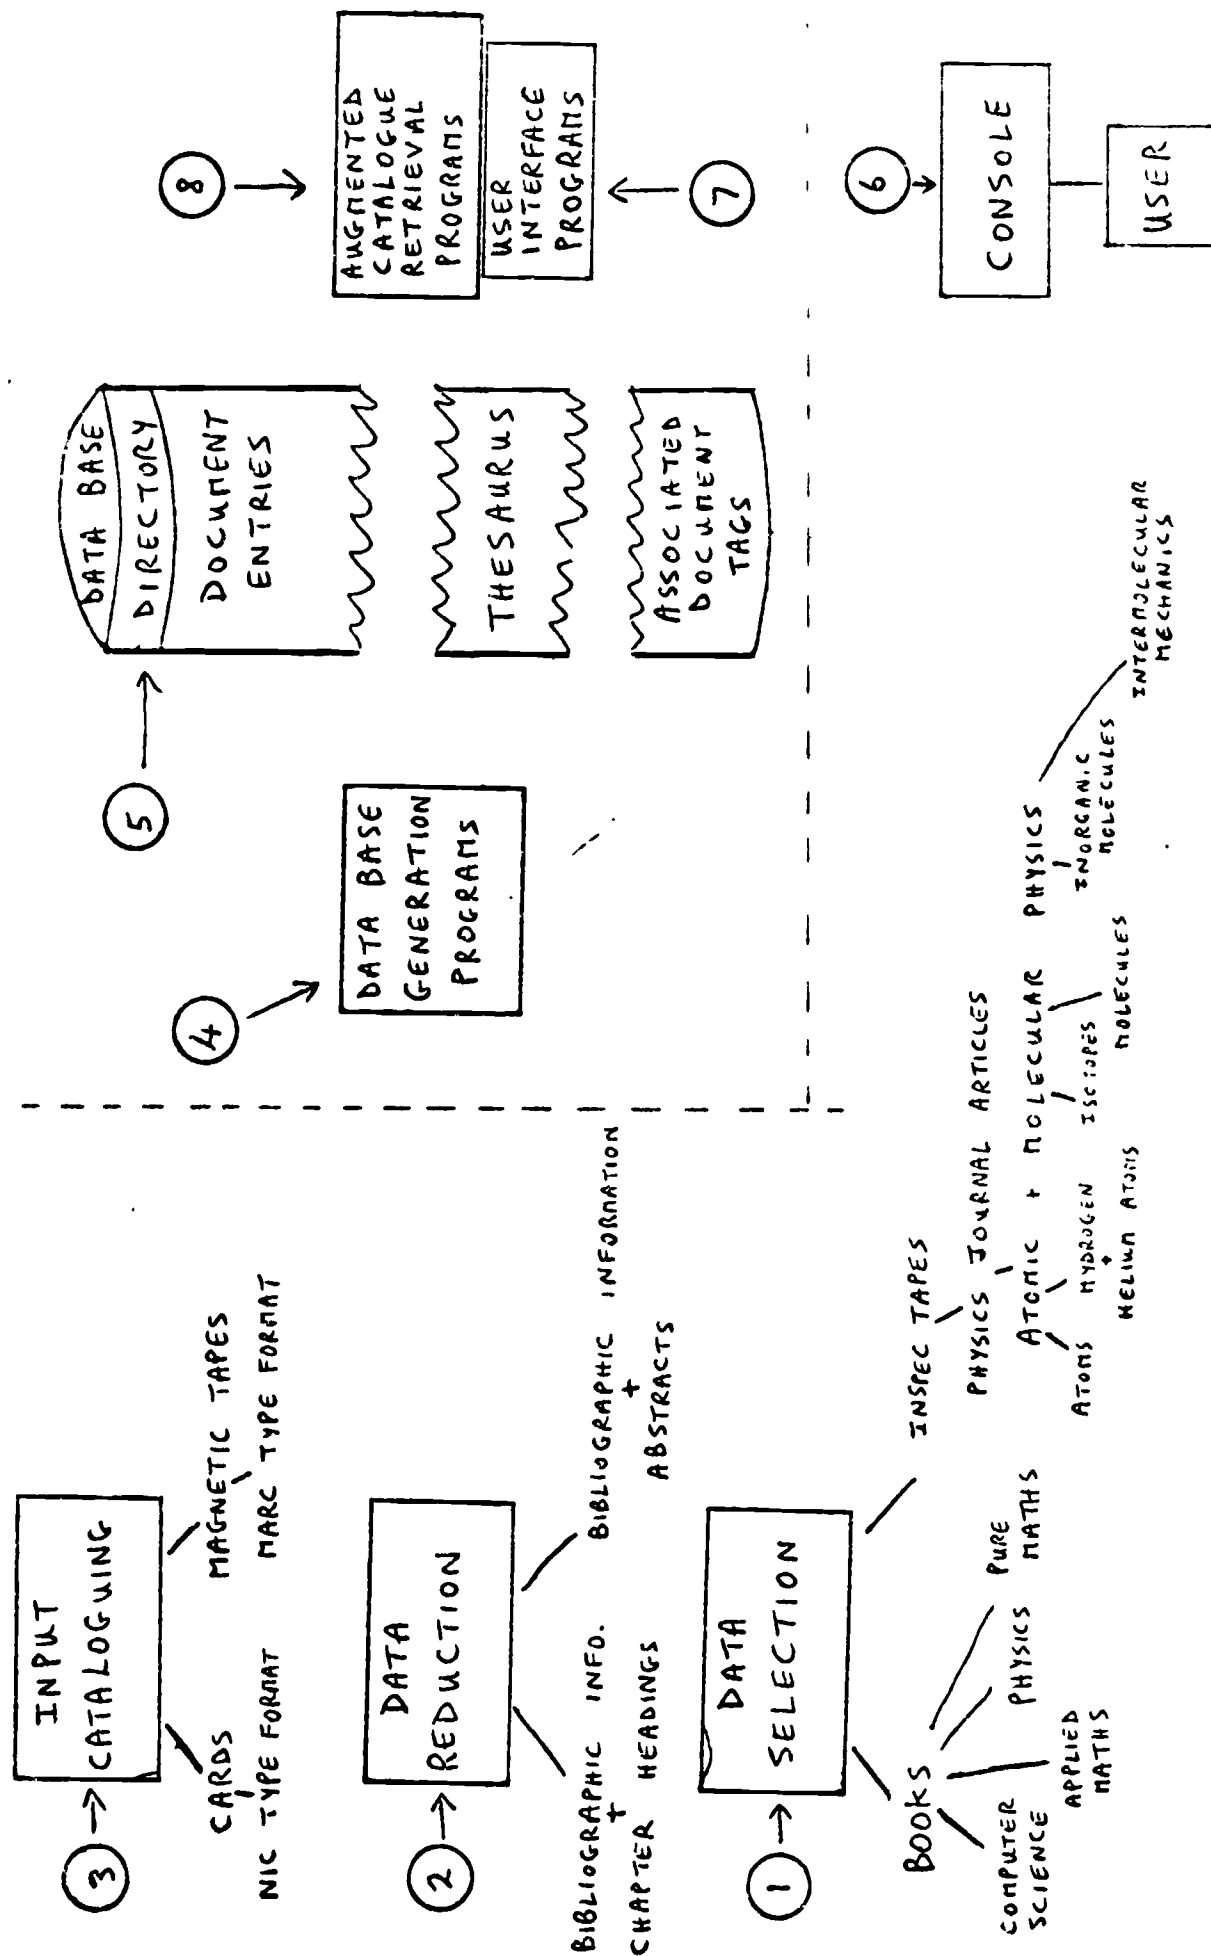 3
INPUT
CATALOGUING
CARDS
NIC TYPE FORMAT
MAGNETIC TAPES
MARC TYPE FORMAT
2
DATA
REDUCTION
BIBLIOGRAPHIC INFO.
+
CHAPTER HEADINGS
BIBLIOGRAPHIC INFORMATION
+
ABSTRACTS
1
DATA
SELECTION
BOOKS
COMPUTER
SCIENCE
APPLIED
MATHS
PHYSICS
PURE
MATHS
INSPEC TAPES
PHYSICS JOURNAL ARTICLES
ATOMIC + MOLECULAR PHYSICS
ATOMS
HYDROGEN
+
HELIUM ATOMS
ISOTOPES
MOLECULES
INORGANIC
MOLECULES
INTERMOLECULAR
MECHANICS
4
DATA BASE
GENERATION
PROGRAMS
5
DATA BASE
DIRECTORY
DOCUMENT
ENTRIES
THESAURUS
ASSOCIATED
DOCUMENT
TAGS
8
AUGMENTED
CATALOGUE
RETRIEVAL
PROGRAMS
USER
INTERFACE
PROGRAMS
7
6
CONSOLE
USER